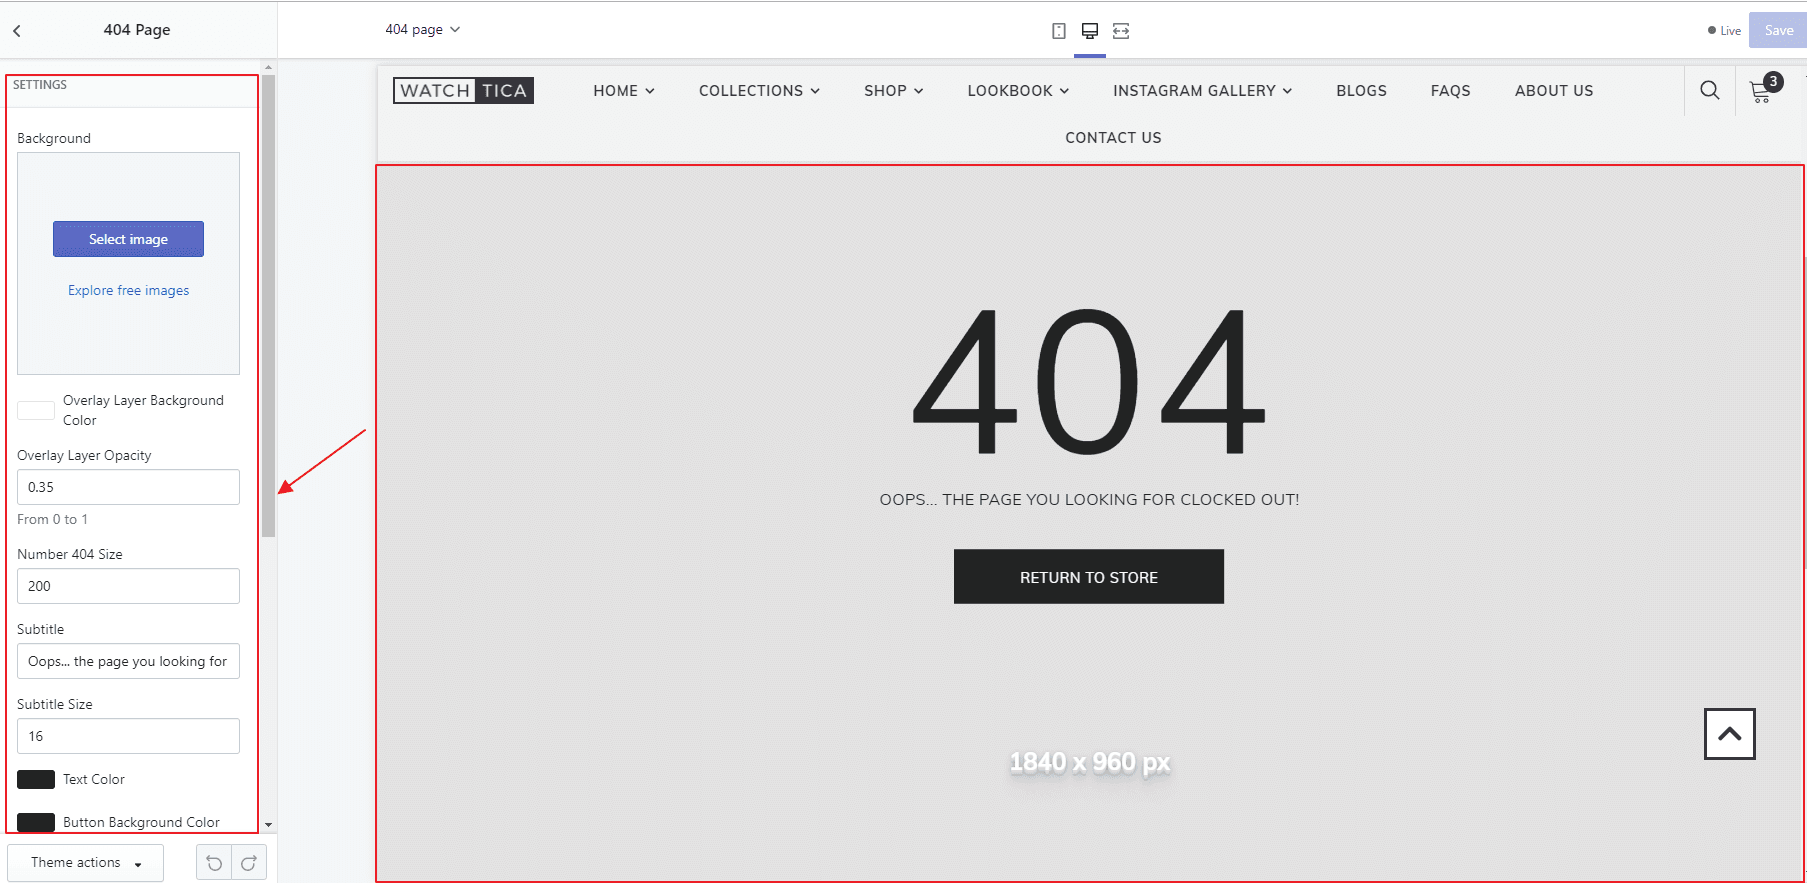 404 Page
404 page
Live
Save
SETTINGS
Background
Select image
Explore free images
Overlay Layer Background
Color
Overlay Layer Opacity
0.35
From 0 to 1
Number 404 Size
200
Subtitle
Oops... the page you looking for
Subtitle Size
16
Text Color
Button Background Color
Theme actions
WATCH TICA
HOME
COLLECTIONS
SHOP
LOOKBOOK
INSTAGRAM GALLERY
BLOGS
FAQS
ABOUT US
3
CONTACT US
404
OOPS... THE PAGE YOU LOOKING FOR CLOCKED OUT!
RETURN TO STORE
1840 x 960 px